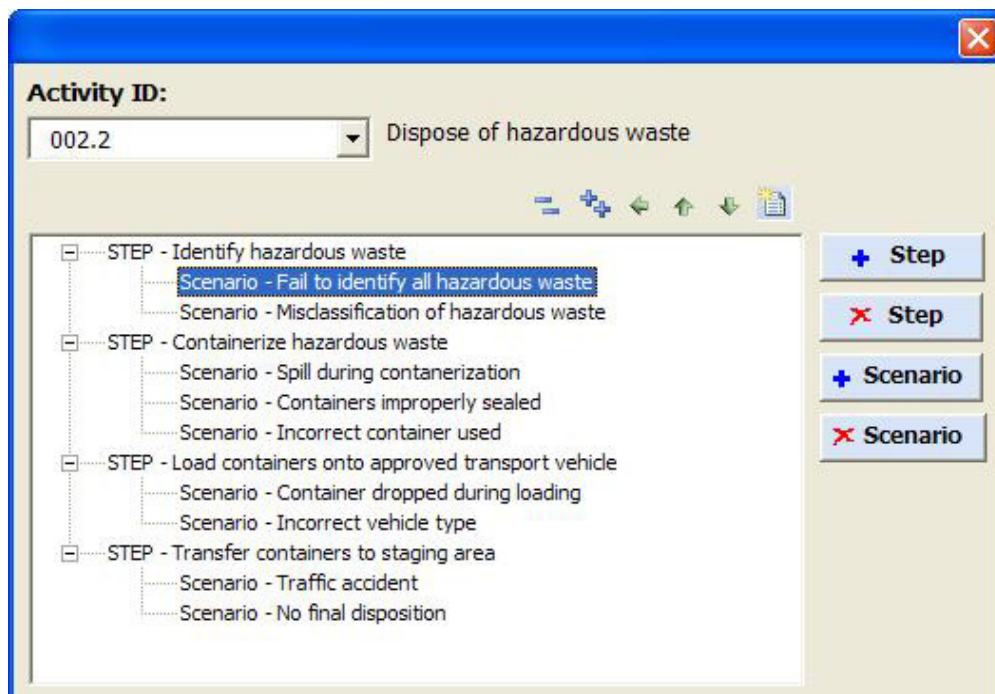 Activity ID:
002.2 Dispose of hazardous waste
STEP - Identify hazardous waste
Scenario - Fail to identify all hazardous waste
Scenario - Misclassification of hazardous waste
STEP - Containerize hazardous waste
Scenario - Spill during contanerization
Scenario - Containers improperly sealed
Scenario - Incorrect container used
STEP - Load containers onto approved transport vehicle
Scenario - Container dropped during loading
Scenario - Incorrect vehicle type
STEP - Transfer containers to staging area
Scenario - Traffic accident
Scenario - No final disposition
Step
Step
Scenario
Scenario